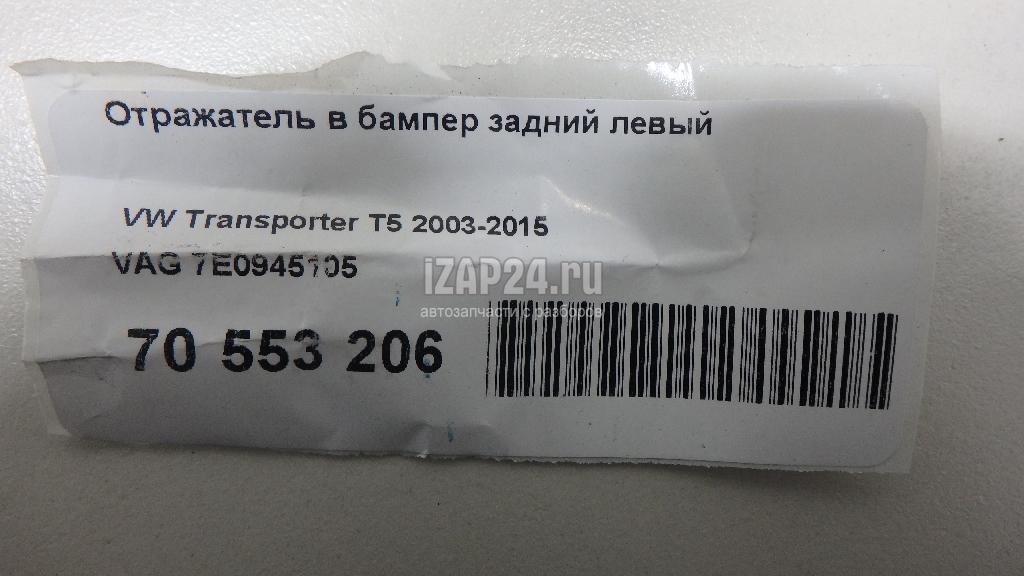 Отражатель в бампер задний левый
VW Transporter T5 2003-2015
VAG 7E0945105
iZAP24.ru
автозапчасти с разборов
70 553 206